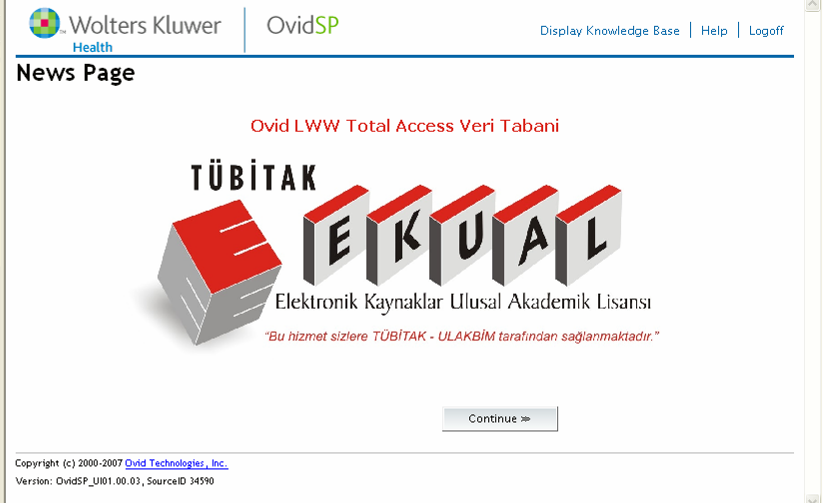 Wolters Kluwer
Health
OvidSP
Display Knowledge Base | Help | Logoff
News Page
Ovid LWW Total Access Veri Tabani
TÜBİTAK
EKUAL
Elektronik Kaynaklar Ulusal Akademik Lisansı
"Bu hizmet sizlere TÜBİTAK - ULAKBİM tarafından sağlanmaktadır."
Continue »
Copyright (c) 2000-2007 Ovid Technologies, Inc.
Version: OvidSP_UI01.00.03, SourceID 34590